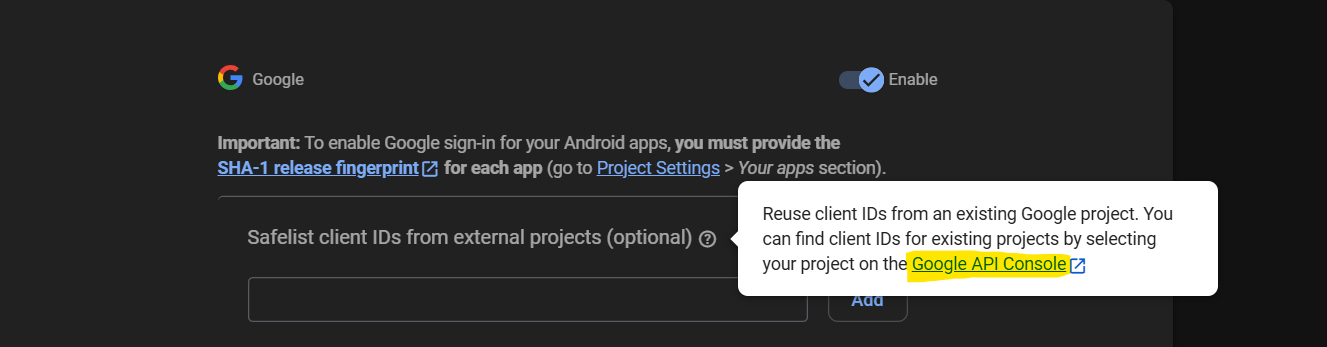 Google
Enable
Important: To enable Google sign-in for your Android apps, you must provide the
SHA-1 release fingerprint for each app (go to Project Settings > Your apps section).
Safelist client IDs from external projects (optional)
Reuse client IDs from an existing Google project. You
can find client IDs for existing projects by selecting
your project on the Google API Console
Add